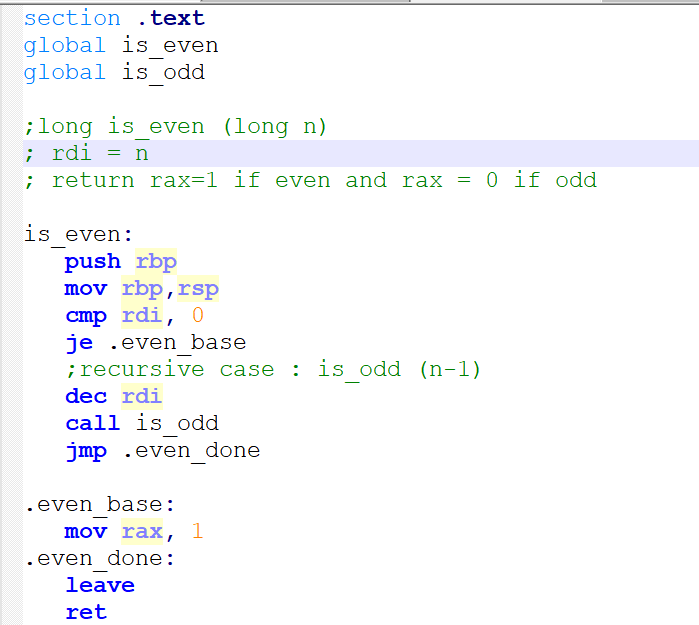 section .text
global is_even
global is_odd
;long is_even (long n)
; rdi = n
; return rax=1 if even and rax = 0 if odd
is_even:
push rbp
mov rbp,rsp
cmp rdi, 0
je .even_base
;recursive case : is_odd (n-1)
dec rdi
call is_odd
jmp .even_done
.even_base:
mov rax, 1
.even_done:
leave
ret